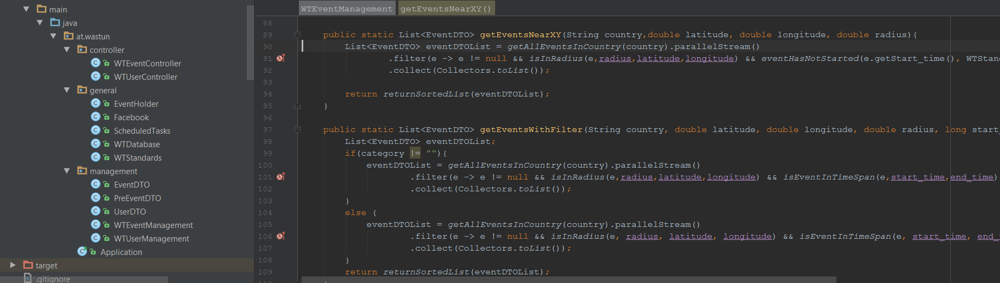 main
java
at.wastun
controller
WTEventController
WTUserController
general
EventHolder
Facebook
ScheduledTasks
WTDatabase
WTStandards
management
EventDTO
PreEventDTO
UserDTO
WTEventManagement
WTUserManagement
Application
target
.gitignore
WTEventManagement getEventsNearXY()
88
89 public static List<EventDTO> getEventsNearXY(String country,double latitude, double longitude, double radius){
90 List<EventDTO> eventDTOList = getAllEventsInCountry(country).parallelStream()
91 .filter(e -> e != null && isInRadius(e,radius,latitude,longitude) && eventHasNotStarted(e.getStart_time(), WTStand
92 .collect(Collectors.toList());
93
94 return returnSortedList(eventDTOList);
95 }
96
97 public static List<EventDTO> getEventsWithFilter(String country, double latitude, double longitude, double radius, long start_
98 List<EventDTO> eventDTOList;
99 if(category != ""){
100 eventDTOList = getAllEventsInCountry(country).parallelStream()
101 .filter(e -> e != null && isInRadius(e,radius,latitude,longitude) && isEventInTimeSpan(e,start_time,end_time)
102 .collect(Collectors.toList());
103 }
104 else {
105 eventDTOList = getAllEventsInCountry(country).parallelStream()
106 .filter(e -> e != null && isInRadius(e, radius, latitude, longitude) && isEventInTimeSpan(e, start_time, end_
107 .collect(Collectors.toList());
108 }
109 return returnSortedList(eventDTOList);